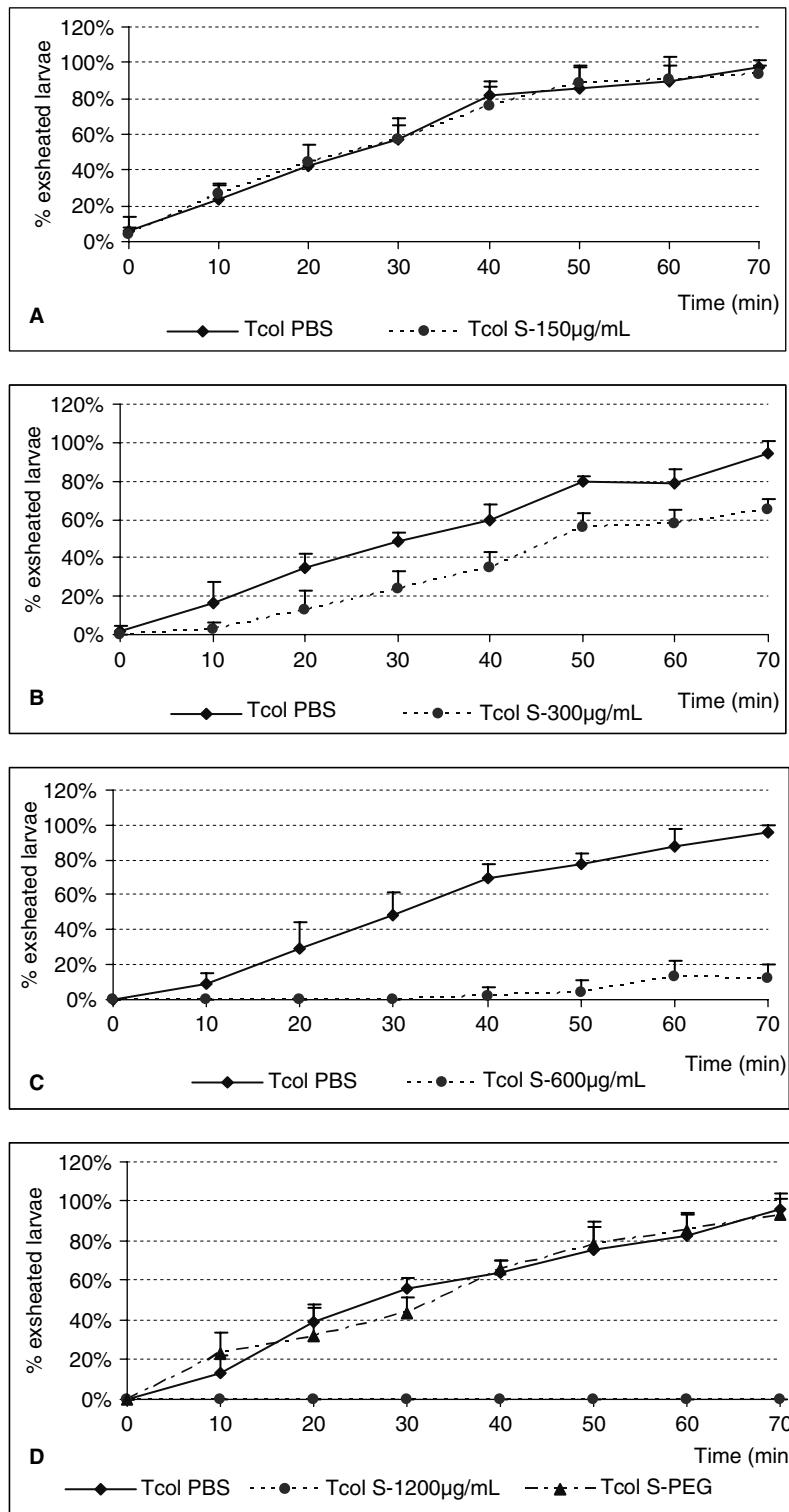 120%
100%
80%
60%
40%
20%
0%
% exsheated larvae
0 10 20 30 40 50 60 70
Time (min)
A
Tcol PBS Tcol S-150µg/mL
120%
100%
80%
60%
40%
20%
0%
% exsheated larvae
0 10 20 30 40 50 60 70
Time (min)
B
Tcol PBS Tcol S-300µg/mL
120%
100%
80%
60%
40%
20%
0%
% exsheated larvae
0 10 20 30 40 50 60 70
Time (min)
C
Tcol PBS Tcol S-600µg/mL
120%
100%
80%
60%
40%
20%
0%
% exsheated larvae
0 10 20 30 40 50 60 70
Time (min
D
Tcol PBS Tcol S-1200µg/mL Tcol S-PEG